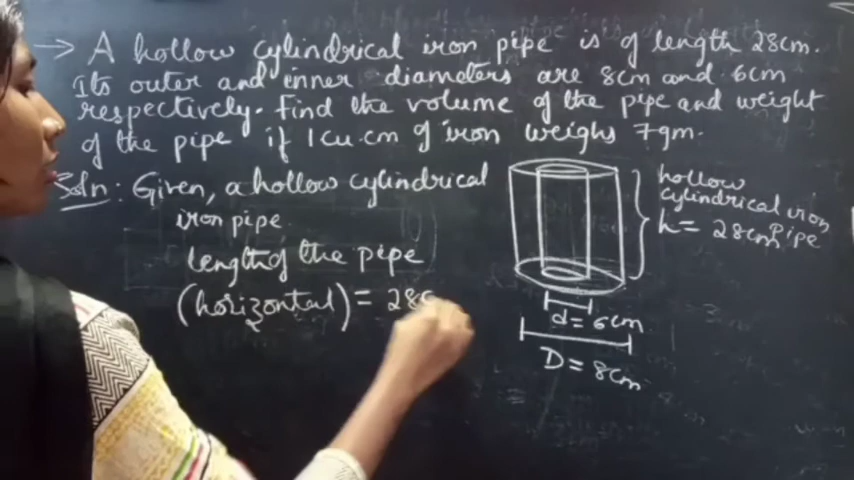 → A hollow cylindrical iron pipe is of length 28cm.
Its outer and inner diameters are 8cm and 6cm
respectively. Find the volume of the pipe and weight
of the pipe if 1cu.cm of iron weighs 7gm.
Soln: Given, a hollow cylindrical
iron pipe.
length of the pipe
(horizontal) = 28c
hollow
cylindrical iron
pipe
h = 28cm
d = 6cm
D = 8cm